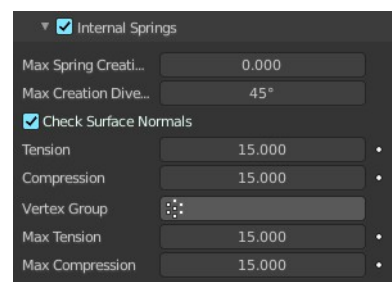 Internal Springs
Max Spring Creati... 0.000
Max Creation Dive... 45°
Check Surface Normals
Tension 15.000
Compression 15.000
Vertex Group
Max Tension 15.000
Max Compression 15.000